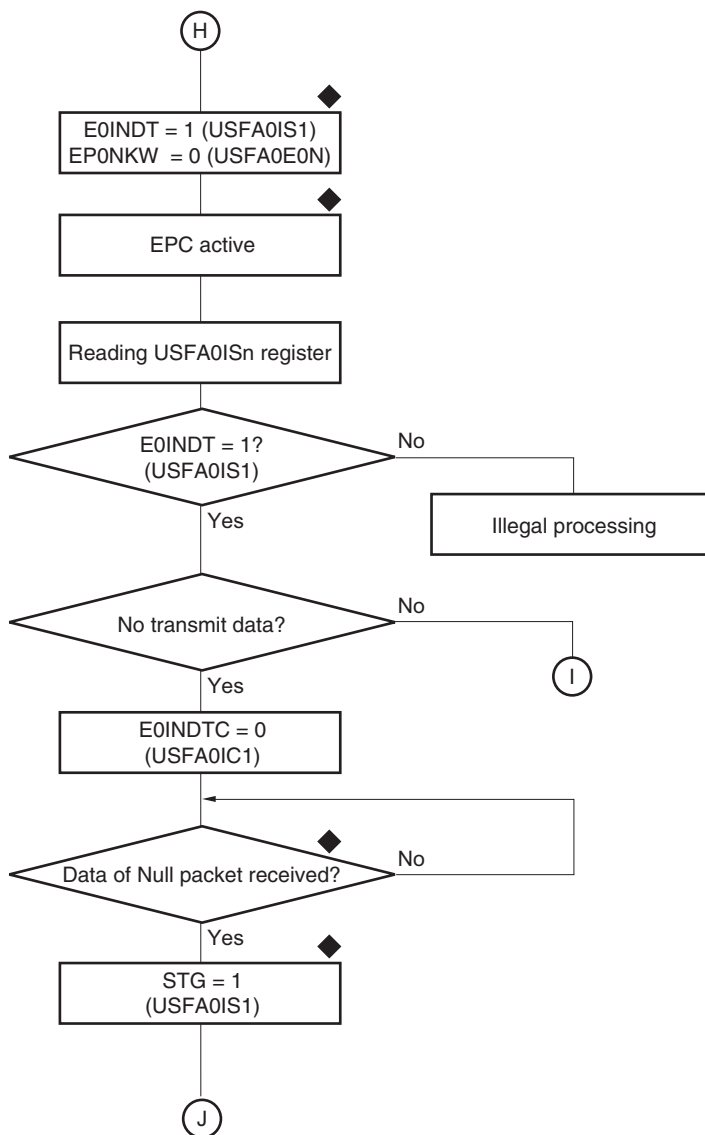 H
E0INDT = 1 (USFA0IS1)
EP0NKW = 0 (USFA0E0N)
EPC active
Reading USFA0ISn register
E0INDT = 1?
(USFA0IS1)
No
Illegal processing
Yes
No transmit data?
No
I
Yes
E0INDTC = 0
(USFA0IC1)
Data of Null packet received?
No
Yes
STG = 1
(USFA0IS1)
J